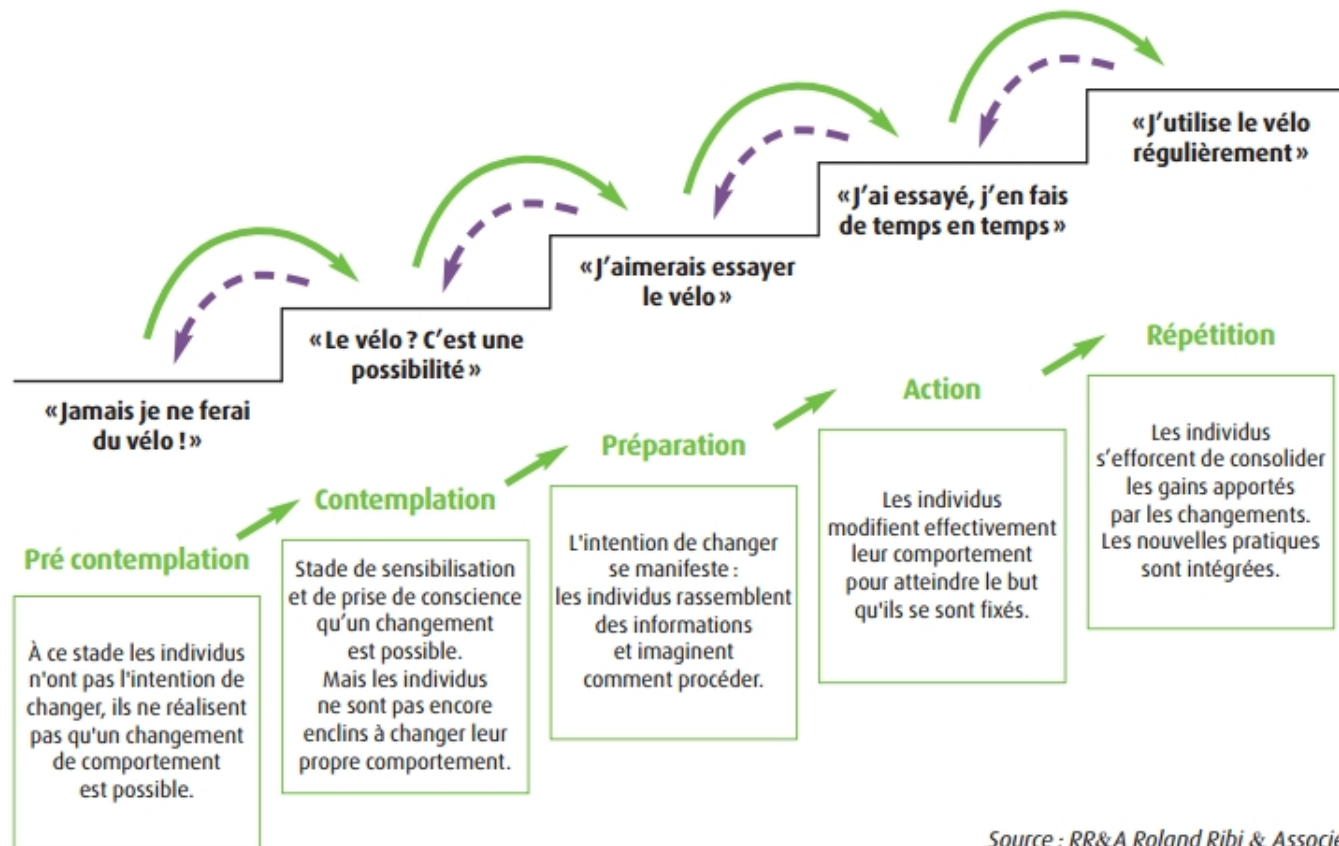 «Jamais je ne ferai
du vélo !»
«Le vélo ? C’est une
possibilité»
«J’aimerais essayer
le vélo»
«J’ai essayé, j’en fais
de temps en temps»
«J’utilise le vélo
régulièrement»
Pré contemplation
À ce stade les individus
n'ont pas l'intention de
changer, ils ne réalisent
pas qu'un changement
de comportement
est possible.
Contemplation
Stade de sensibilisation
et de prise de conscience
qu’un changement
est possible.
Mais les individus
ne sont pas encore
enclins à changer leur
propre comportement.
Préparation
L'intention de changer
se manifeste :
les individus rassemblent
des informations
et imaginent
comment procéder.
Action
Les individus
modifient effectivement
leur comportement
pour atteindre le but
qu'ils se sont fixés.
Répétition
Les individus
s’efforcent de consolider
les gains apportés
par les changements.
Les nouvelles pratiques
sont intégrées.
Source : RR&A Roland Ribi & Associé